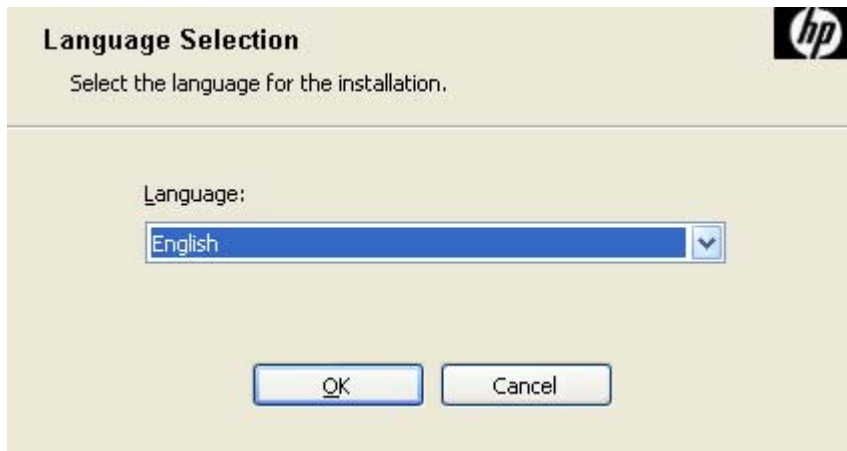 Language Selection
hp
Select the language for the installation.
Language:
English
OK
Cancel